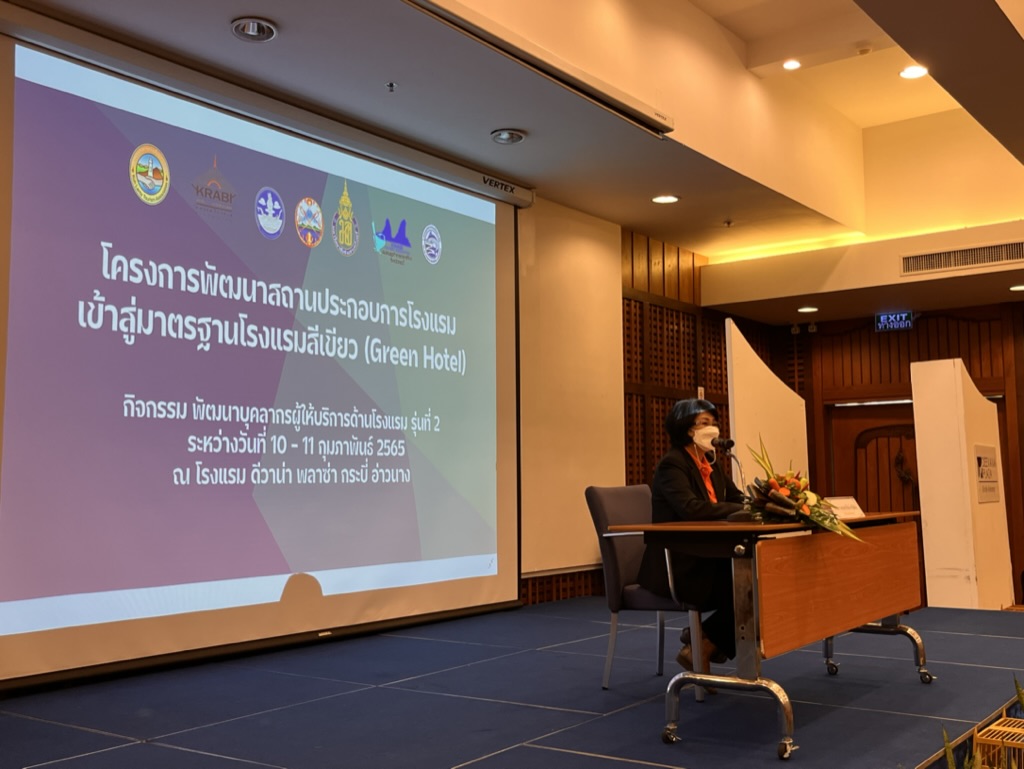 VERTEX
KRABI
โครงการพัฒนาสถานประกอบการโรงแรม
เข้าสู่มาตรฐานโรงแรมสีเขียว (Green Hotel)
กิจกรรม พัฒนาบุคลากรผู้ให้บริการด้านโรงแรม รุ่นที่ 2
ระหว่างวันที่ 10 - 11 กุมภาพันธ์ 2565
ณ โรงแรม ดีวาน่า พลาซ่า กระบี่ อ่าวนาง
EXIT
ทางออก